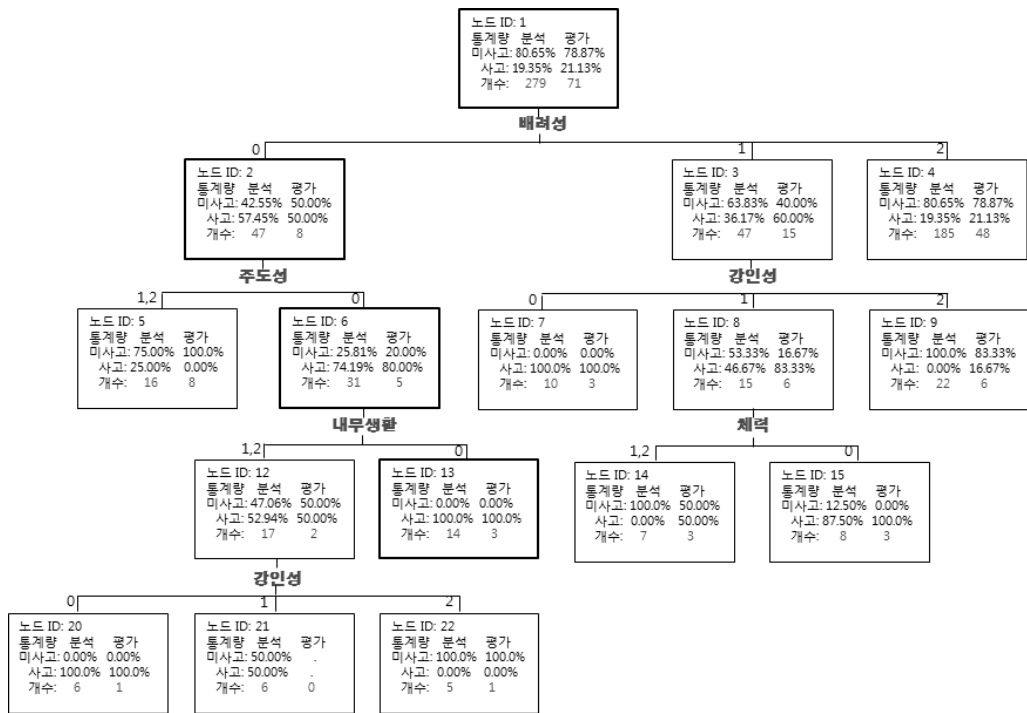 노드 ID: 1
통계량 분석 평가
미사고: 80.65% 78.87%
사고: 19.35% 21.13%
개수: 279 71
배려성
0
1
2
노드 ID: 2
통계량 분석 평가
미사고: 42.55% 50.00%
사고: 57.45% 50.00%
개수: 47 8
노드 ID: 3
통계량 분석 평가
미사고: 63.83% 40.00%
사고: 36.17% 60.00%
개수: 47 15
노드 ID: 4
통계량 분석 평가
미사고: 80.65% 78.87%
사고: 19.35% 21.13%
개수: 185 48
주도성
1,2
0
강인성
0
1
2
노드 ID: 5
통계량 분석 평가
미사고: 75.00% 100.0%
사고: 25.00% 0.00%
개수: 16 8
노드 ID: 6
통계량 분석 평가
미사고: 25.81% 20.00%
사고: 74.19% 80.00%
개수: 31 5
노드 ID: 7
통계량 분석 평가
미사고: 0.00% 0.00%
사고: 100.0% 100.0%
개수: 10 3
노드 ID: 8
통계량 분석 평가
미사고: 53.33% 16.67%
사고: 46.67% 83.33%
개수: 15 6
노드 ID: 9
통계량 분석 평가
미사고: 100.0% 83.33%
사고: 0.00% 16.67%
개수: 22 6
내무생활
1,2
0
체력
1,2
0
노드 ID: 12
통계량 분석 평가
미사고: 47.06% 50.00%
사고: 52.94% 50.00%
개수: 17 2
노드 ID: 13
통계량 분석 평가
미사고: 0.00% 0.00%
사고: 100.0% 100.0%
개수: 14 3
노드 ID: 14
통계량 분석 평가
미사고: 100.0% 50.00%
사고: 0.00% 50.00%
개수: 7 3
노드 ID: 15
통계량 분석 평가
미사고: 12.50% 0.00%
사고: 87.50% 100.0%
개수: 8 3
강인성
0
1
2
노드 ID: 20
통계량 분석 평가
미사고: 0.00% 0.00%
사고: 100.0% 100.0%
개수: 6 1
노드 ID: 21
통계량 분석 평가
미사고: 50.00% .
사고: 50.00% .
개수: 6 0
노드 ID: 22
통계량 분석 평가
미사고: 100.0% 100.0%
사고: 0.00% 0.00%
개수: 5 1